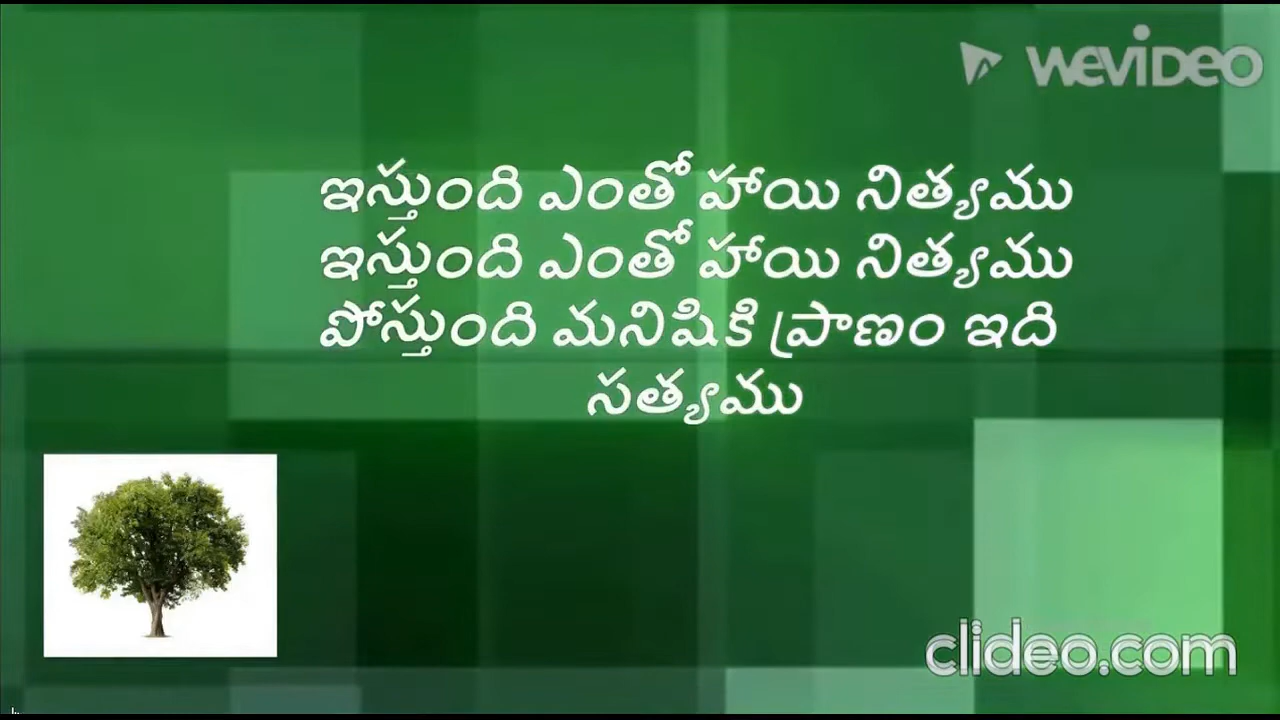 WEVIDEO
ఇస్తుంది ఎంతో హాయి నిత్యము
ఇస్తుంది ఎంతో హాయి నిత్యము
పోస్తుంది మనిషికి ప్రాణం ఇది
సత్యము
clideo.com